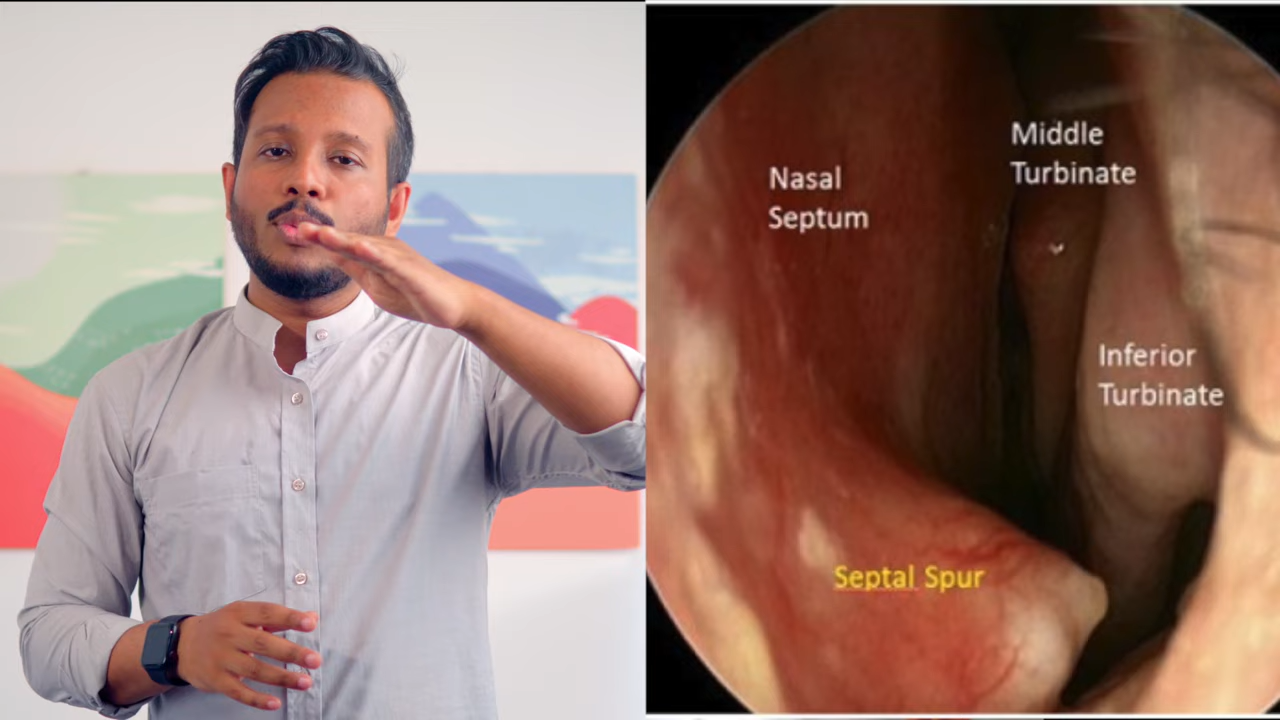 Nasal
Septum
Middle
Turbinate
Inferior
Turbinate
Septal Spur